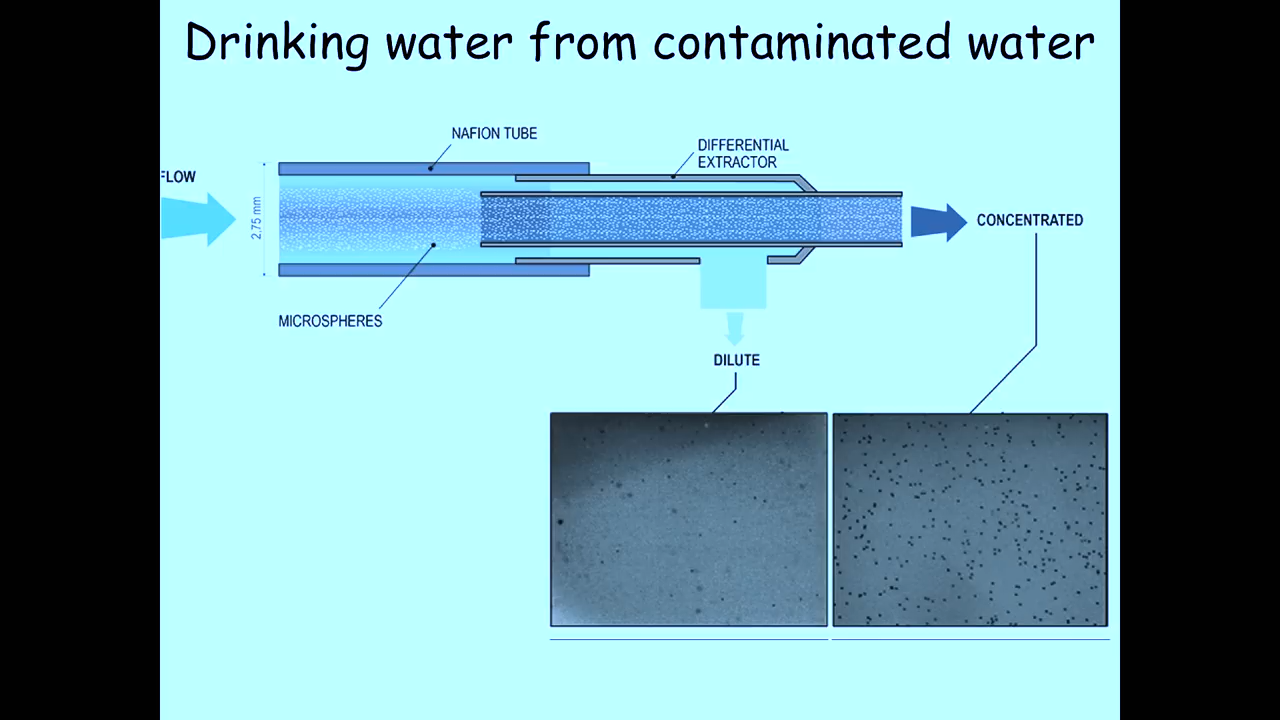 Drinking water from contaminated water
NAFION TUBE
DIFFERENTIAL
EXTRACTOR
FLOW
2.75 mm
CONCENTRATED
MICROSPHERES
DILUTE